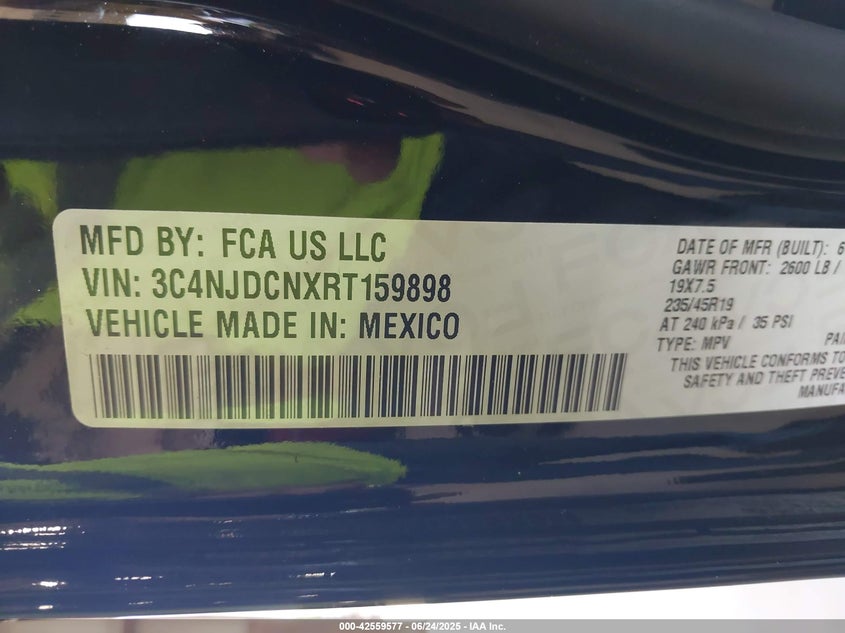 MFD BY: FCA US LLC
VIN: 3C4NJDCNXRT159898
VEHICLE MADE IN: MEXICO
DATE OF MFR (BUILT): 6
GAWR FRONT: 2600 LB /
19X7.5
235/45R19
AT 240 kPa / 35 PSI
TYPE: MPV
THIS VEHICLE CONFORMS TO
SAFETY AND THEFT
000-42559577 - 06/24/2025 - IAA Inc.